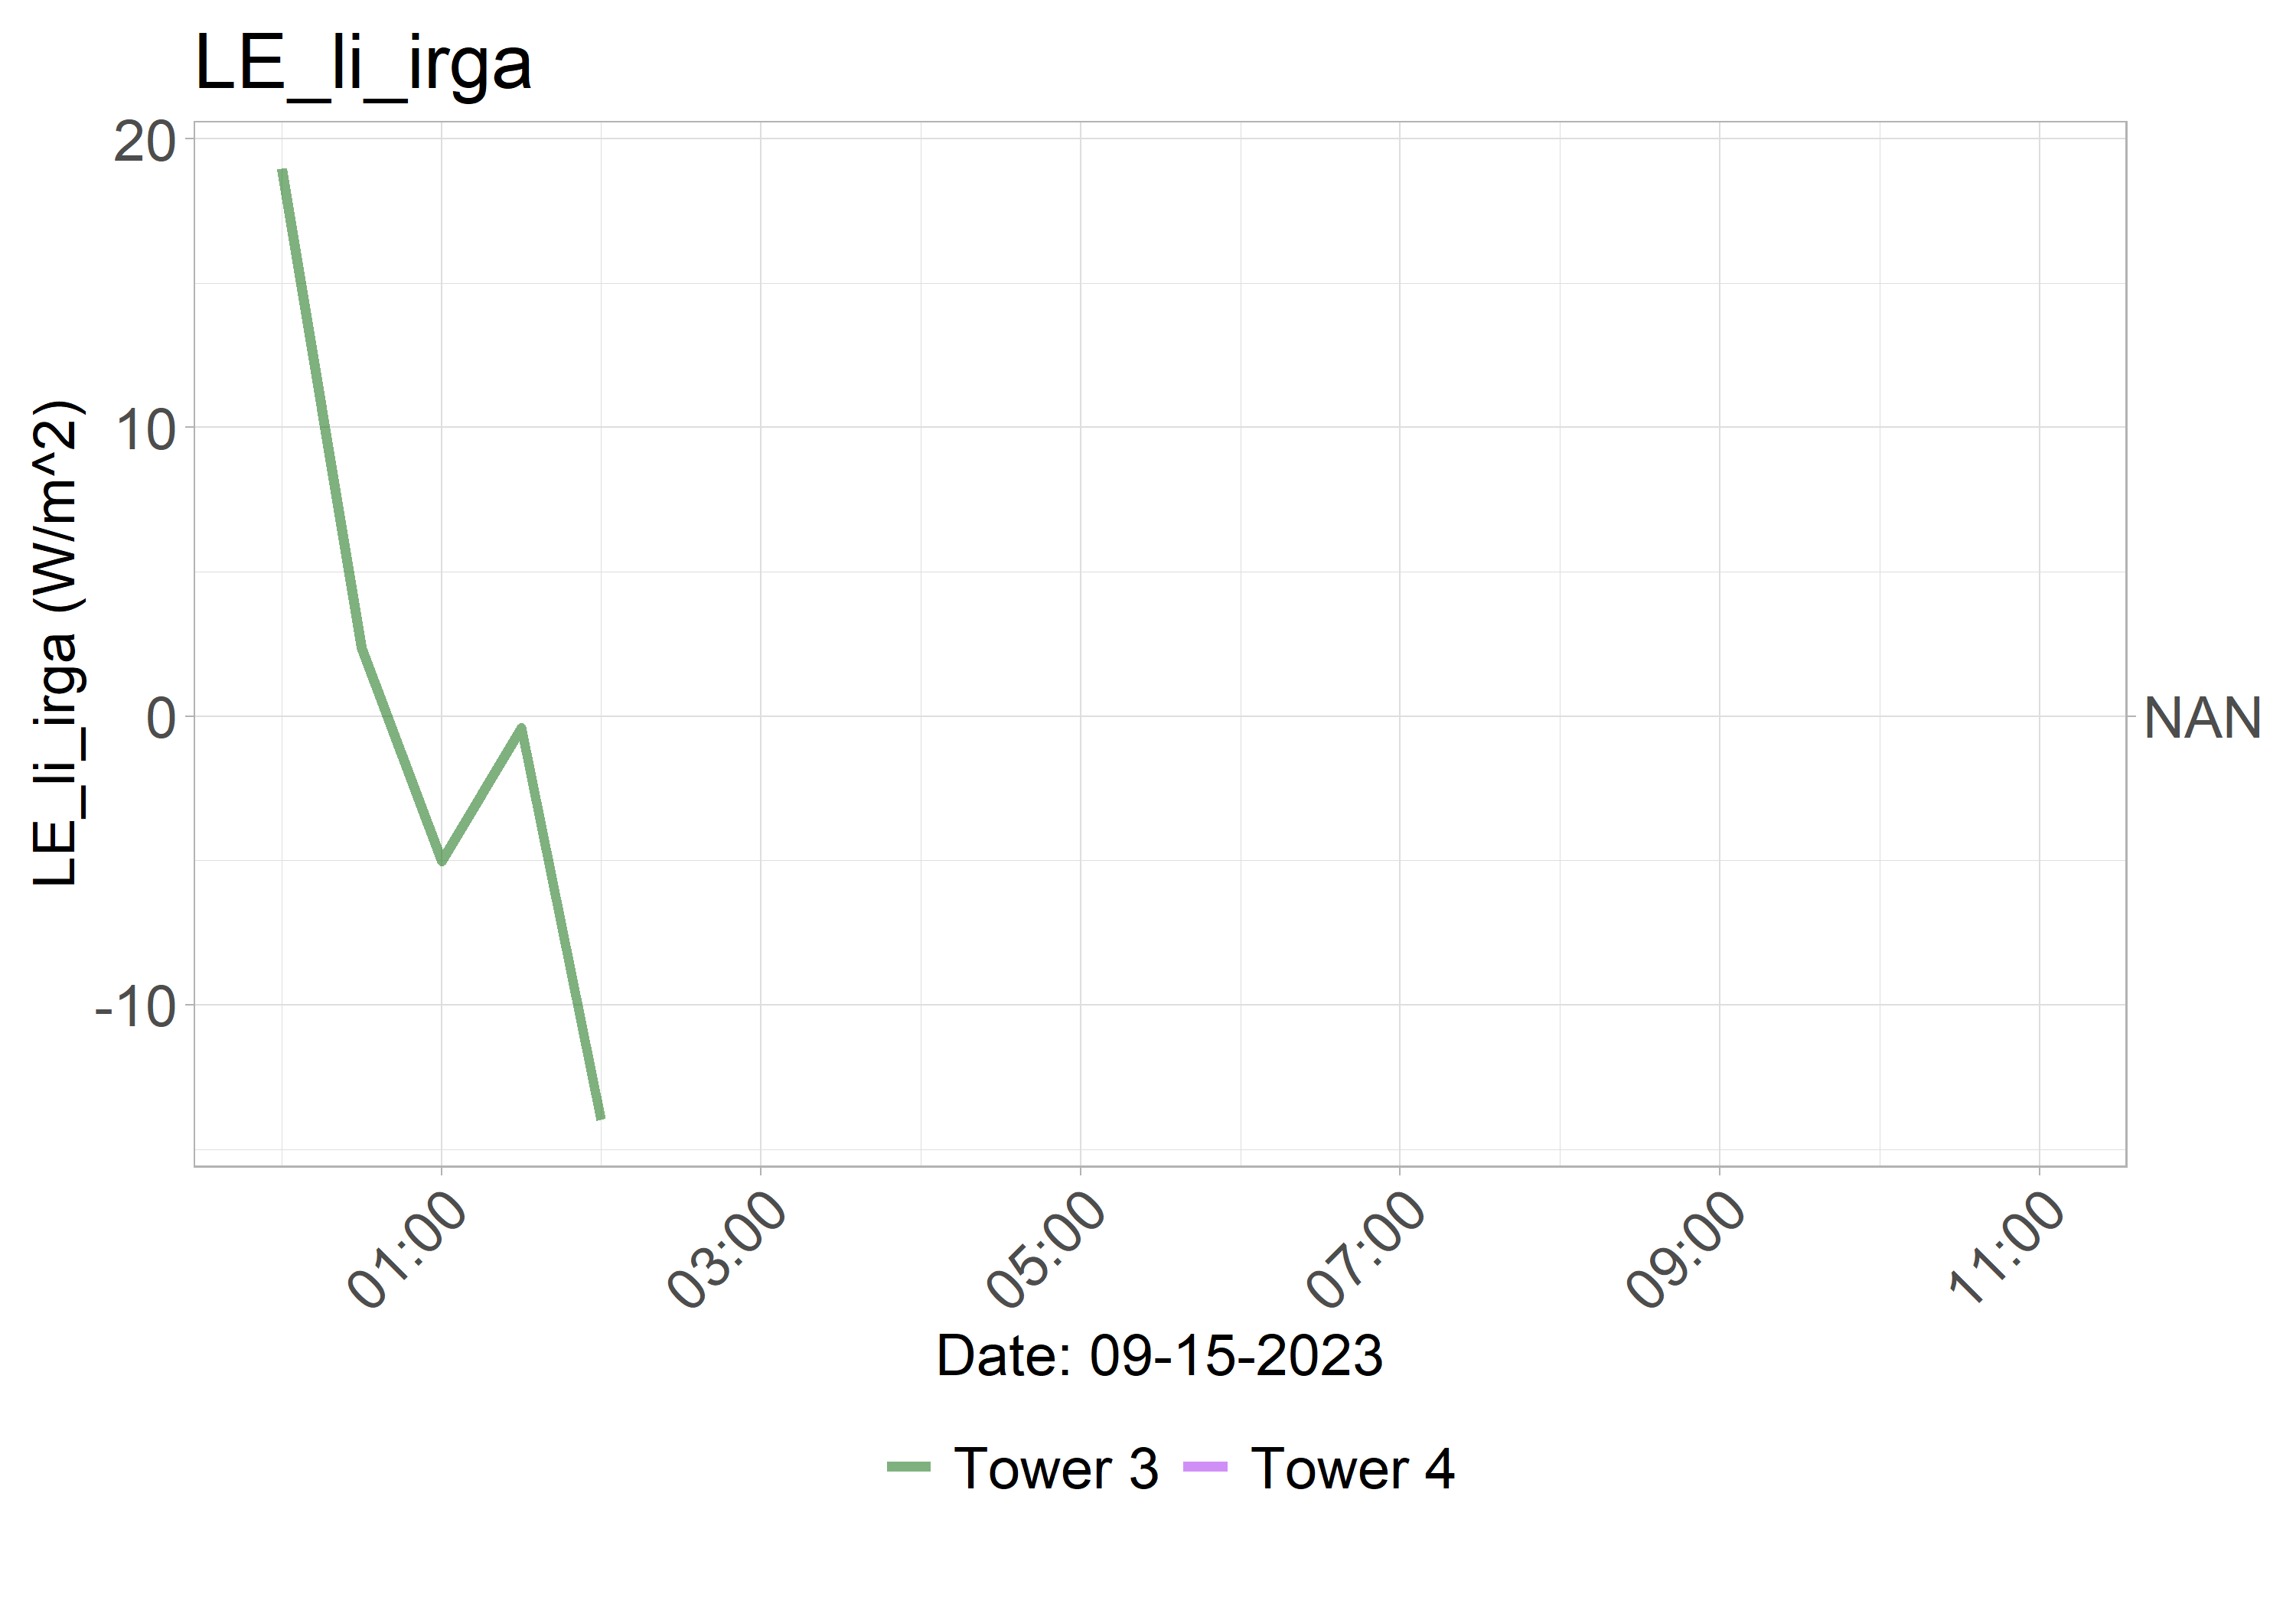 LE_li_irga
20
10
0
-10
LE_li_irga (W/m^2)
NAN
01:00 03:00 05:00 07:00 09:00 11:00
Date: 09-15-2023
Tower 3 Tower 4